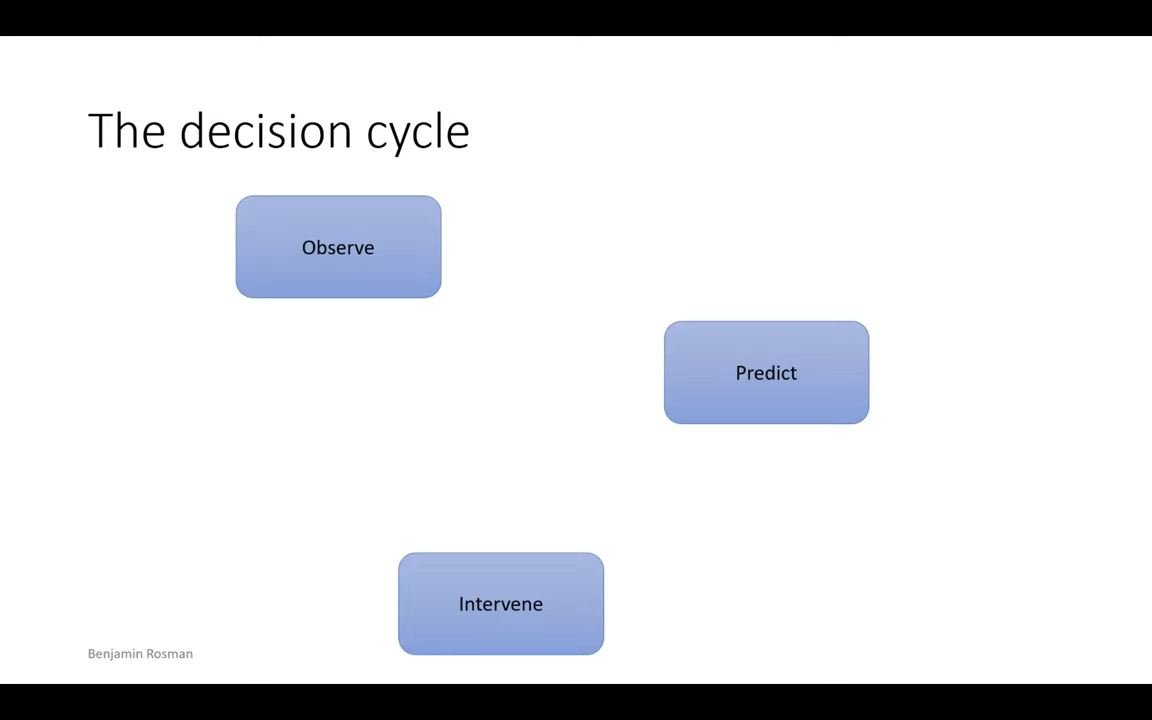 The decision cycle
Observe
Predict
Intervene
Benjamin Rosman